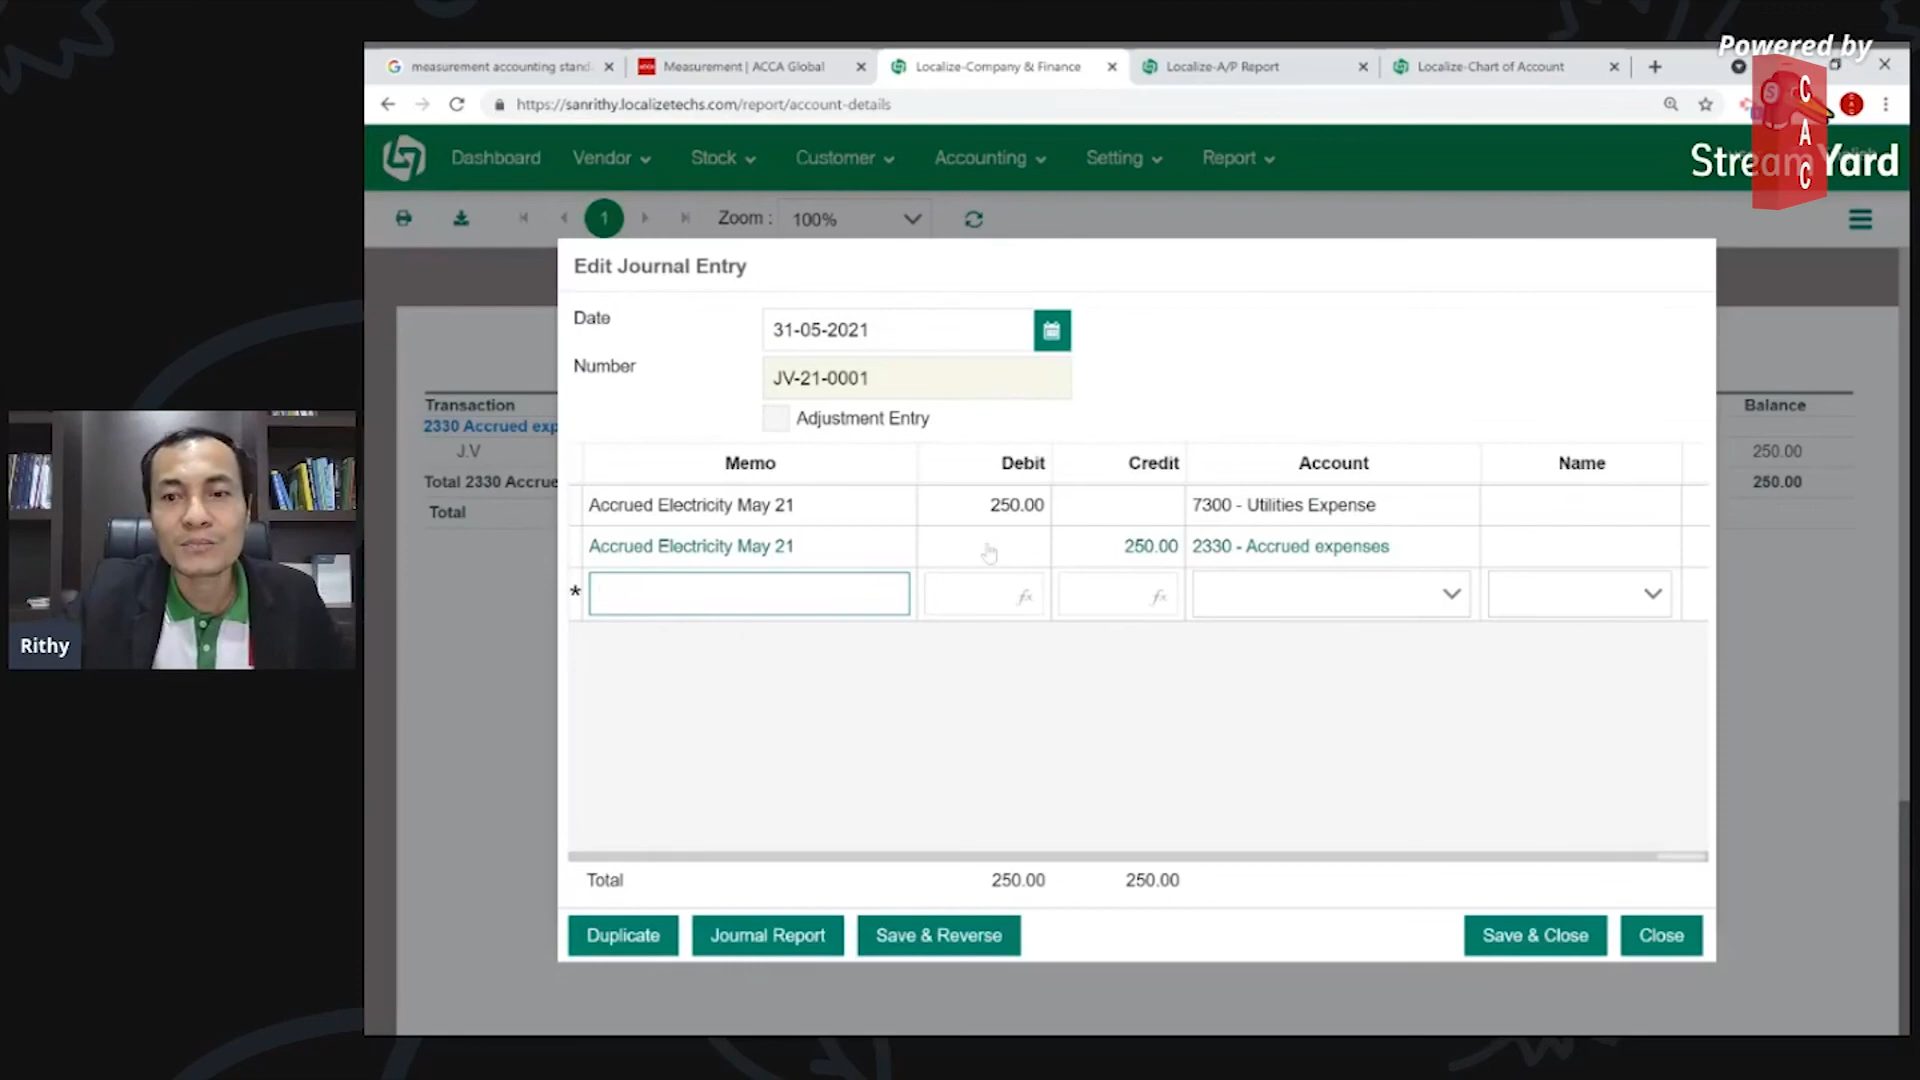 Powered by
StreamYard
C A C
measurement accounting stand
Measurement | ACCA Global
Localize-Company & Finance
Localize-A/P Report
Localize-Chart of Account
https://sanrithy.localizetechs.com/report/account-details
Dashboard Vendor Stock Customer Accounting Setting Report
1 Zoom : 100%
Edit Journal Entry
Date 31-05-2021
Number JV-21-0001
Adjustment Entry
Transaction Balance
2330 Accrued exp
J.V 250.00
Total 2330 Accrue 250.00
Total
Memo Debit Credit Account Name
Accrued Electricity May 21 250.00 7300 - Utilities Expense
Accrued Electricity May 21 250.00 2330 - Accrued expenses
* fx fx
Total 250.00 250.00
Duplicate Journal Report Save & Reverse Save & Close Close
Rithy